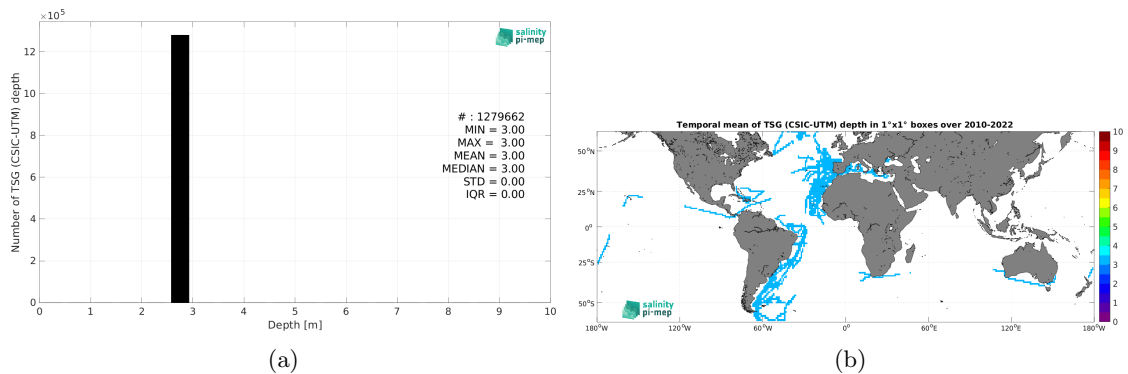 ×10⁵
12
10
8
6
4
2
0
Number of TSG (CSIC-UTM) depth
salinity
pi-mep
# : 1279662
MIN = 3.00
MAX = 3.00
MEAN = 3.00
MEDIAN = 3.00
STD = 0.00
IQR = 0.00
0 1 2 3 4 5 6 7 8 9 10
Depth [m]
(a)
Temporal mean of TSG (CSIC-UTM) depth in 1°x1° boxes over 2010-2022
50°N
25°N
0°
25°S
50°S
salinity
pi-mep
180°W 120°W 60°W 0° 60°E 120°E 180°W
10
9
8
7
6
5
4
3
2
1
0
(b)